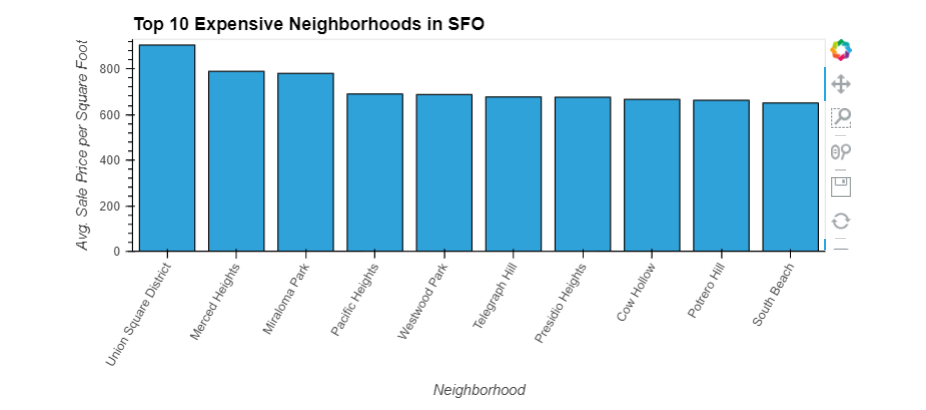 Top 10 Expensive Neighborhoods in SFO
Avg. Sale Price per Square Foot
800
600
400
200
0
Union Square District
Merced Heights
Miraloma Park
Pacific Heights
Westwood Park
Telegraph Hill
Presidio Heights
Cow Hollow
Potrero Hill
South Beach
Neighborhood